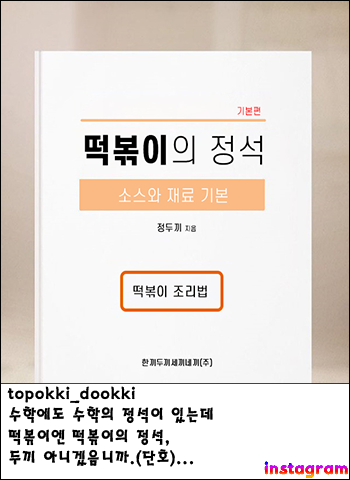 기본편
떡볶이의 정석
소스와 재료 기본
정두끼 지음
떡볶이 조리법
한끼두끼세끼네끼(주)
topokki_dookki
수학에도 수학의 정석이 있는데
떡볶이엔 떡볶이의 정석,
두끼 아니겠음니까.(단호)...
instagram